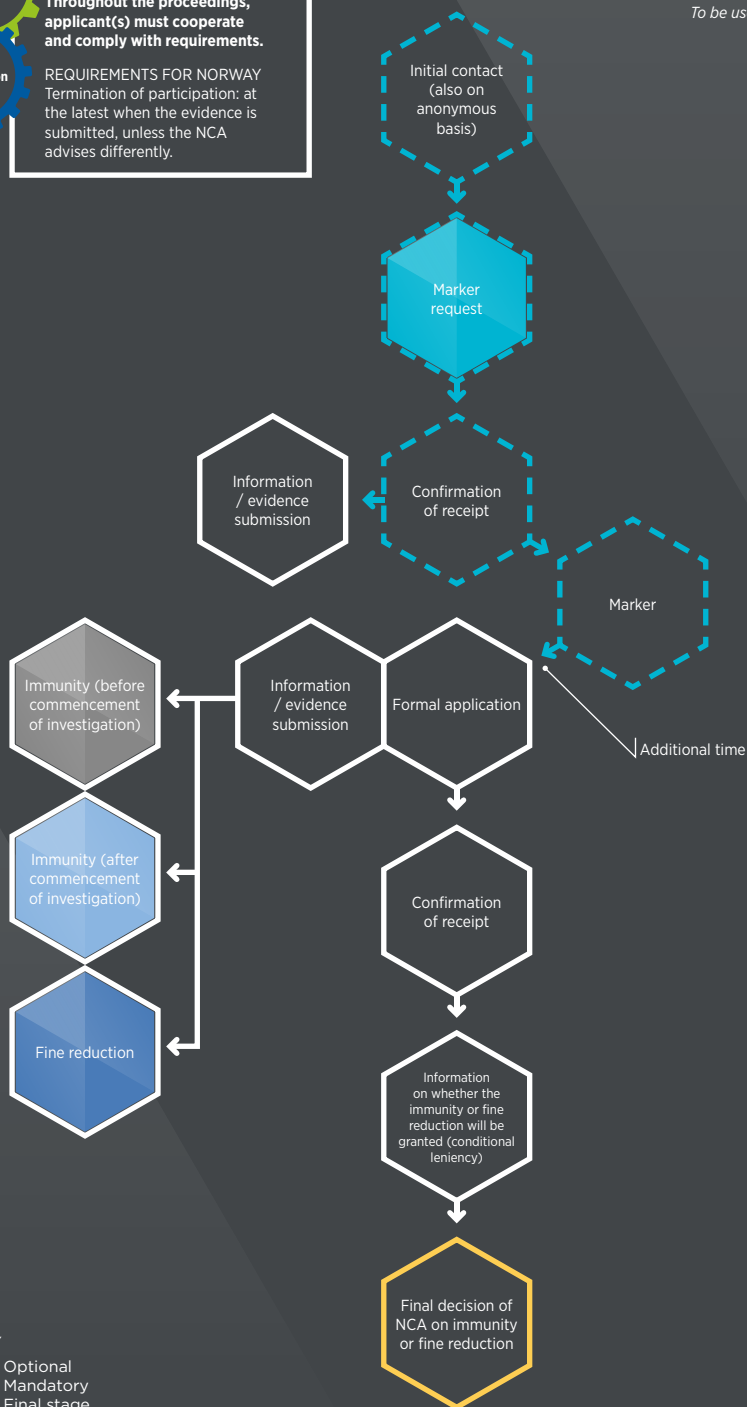 Throughout the proceedings,
applicant(s) must cooperate
and comply with requirements.
REQUIREMENTS FOR NORWAY
Termination of participation: at
the latest when the evidence is
submitted, unless the NCA
advises differently.
To be us
Initial contact
(also on
anonymous
basis)
Marker
request
Information
/ evidence
submission
Confirmation
of receipt
Marker
Immunity (before
commencement
of investigation)
Information
/ evidence
submission
Formal application
Additional time
Immunity (after
commencement
of investigation)
Confirmation
of receipt
Fine reduction
Information
on whether the
immunity or fine
reduction will be
granted (conditional
leniency)
Final decision of
NCA on immunity
or fine reduction
Optional
Mandatory
Final stage